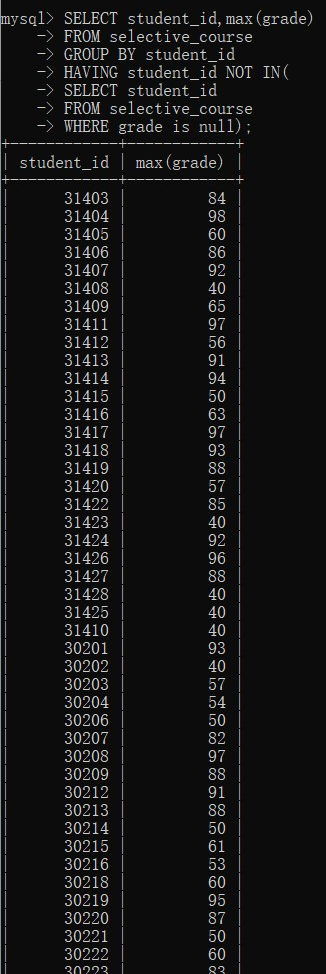 mysql> SELECT student_id,max(grade)
-> FROM selective_course
-> GROUP BY student_id
-> HAVING student_id NOT IN(
-> SELECT student_id
-> FROM selective_course
-> WHERE grade is null);
+------------+------------+
| student_id | max(grade) |
+------------+------------+
| 31403 | 84 |
| 31404 | 98 |
| 31405 | 60 |
| 31406 | 86 |
| 31407 | 92 |
| 31408 | 40 |
| 31409 | 65 |
| 31411 | 97 |
| 31412 | 56 |
| 31413 | 91 |
| 31414 | 94 |
| 31415 | 50 |
| 31416 | 63 |
| 31417 | 97 |
| 31418 | 93 |
| 31419 | 88 |
| 31420 | 57 |
| 31422 | 85 |
| 31423 | 40 |
| 31424 | 92 |
| 31426 | 96 |
| 31427 | 88 |
| 31428 | 40 |
| 31425 | 40 |
| 31410 | 40 |
| 30201 | 93 |
| 30202 | 40 |
| 30203 | 57 |
| 30204 | 54 |
| 30206 | 50 |
| 30207 | 82 |
| 30208 | 97 |
| 30209 | 88 |
| 30212 | 91 |
| 30213 | 88 |
| 30214 | 50 |
| 30215 | 61 |
| 30216 | 53 |
| 30218 | 60 |
| 30219 | 95 |
| 30220 | 87 |
| 30221 | 50 |
| 30222 | 60 |
| 30223 | 83 |